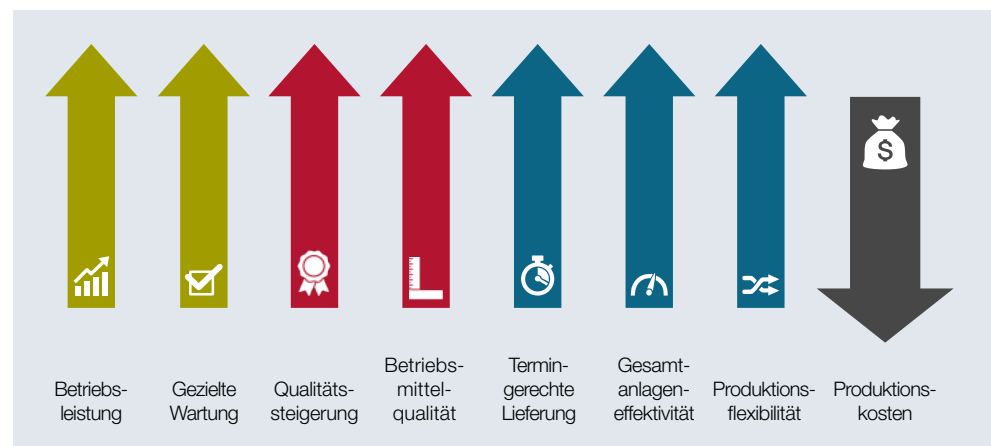 $
Betriebs-
leistung
Gezielte
Wartung
Qualitäts-
steigerung
Betriebs-
mittel-
qualität
Termin-
gerechte
Lieferung
Gesamt-
anlagen-
effektivität
Produktions-
flexibilität
Produktions-
kosten